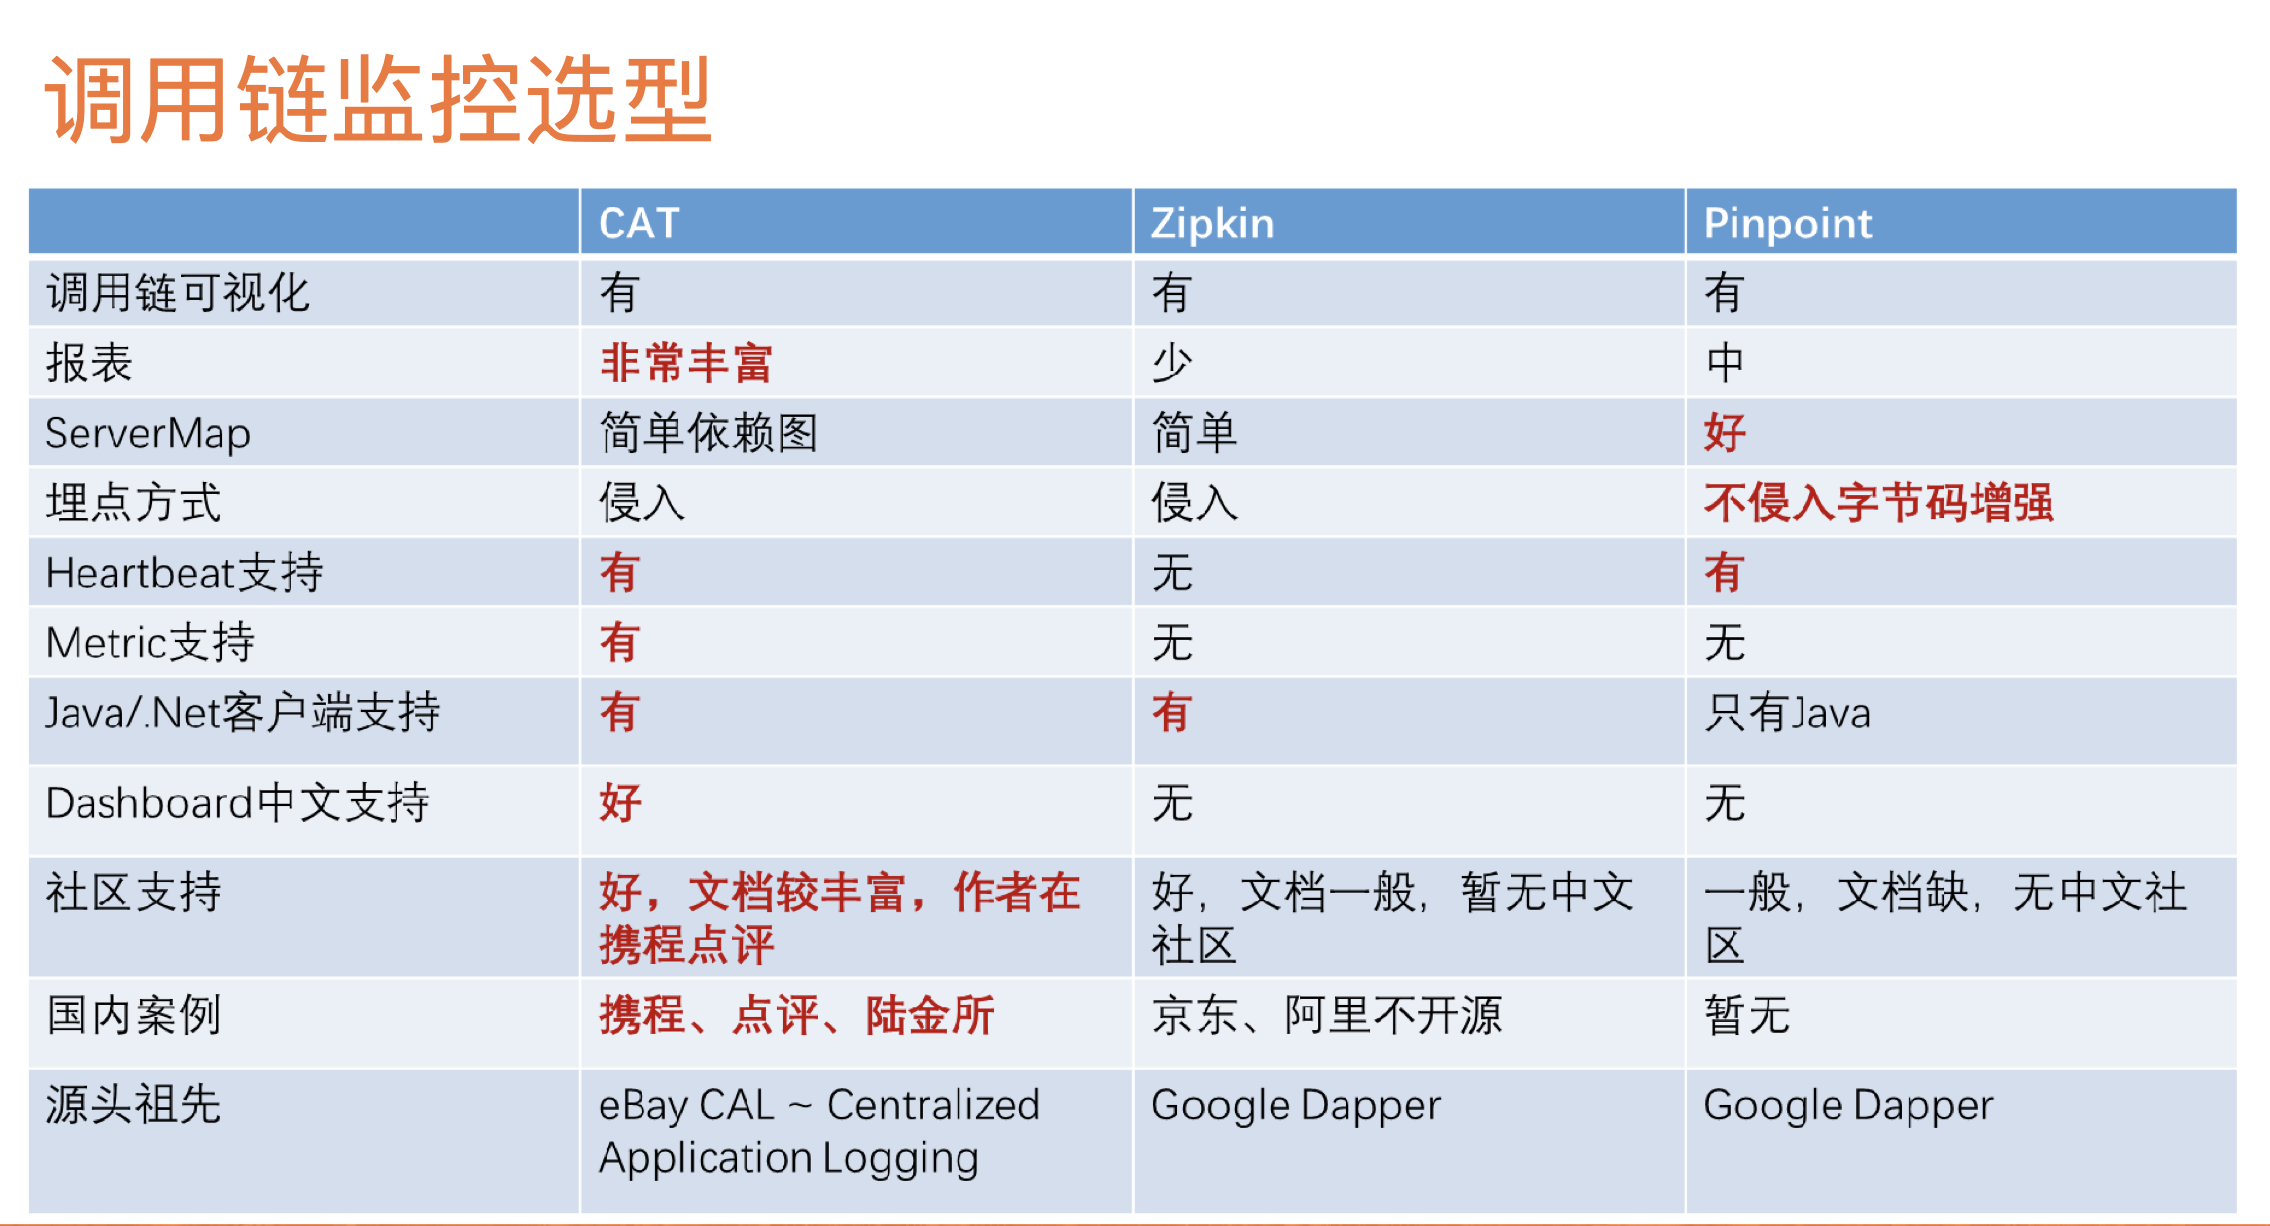 调用链监控选型
CAT Zipkin Pinpoint
调用链可视化 有 有 有
报表 非常丰富 少 中
ServerMap 简单依赖图 简单 好
埋点方式 侵入 侵入 不侵入字节码增强
Heartbeat支持 有 无 有
Metric支持 有 无 无
Java/.Net客户端支持 有 有 只有Java
Dashboard中文支持 好 无 无
社区支持 好，文档较丰富，作者在 好，文档一般，暂无中文 一般，文档缺，无中文社
携程点评 社区 区
国内案例 携程、点评、陆金所 京东、阿里不开源 暂无
源头祖先 eBay CAL ~ Centralized Google Dapper Google Dapper
Application Logging